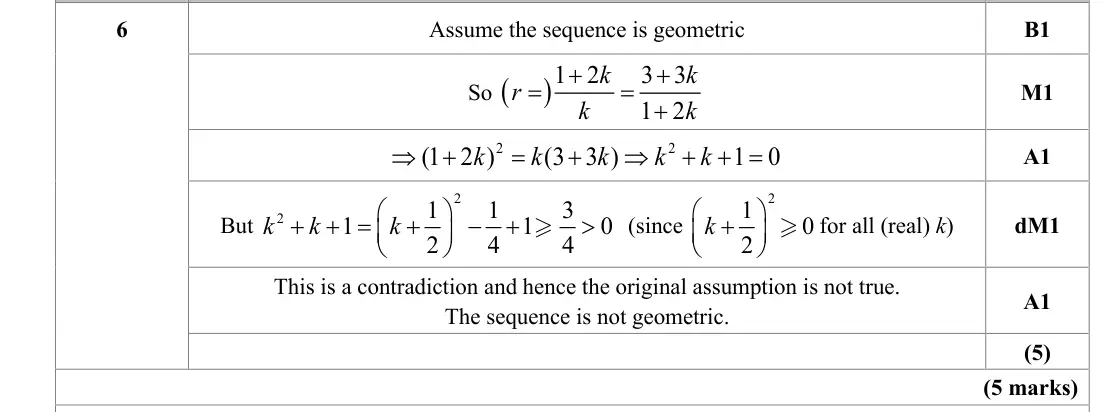 6 Assume the sequence is geometric B1
So (r =) (1 + 2k)/k = (3 + 3k)/(1 + 2k) M1
⇒ (1 + 2k)² = k(3 + 3k) ⇒ k² + k + 1 = 0 A1
But k² + k + 1 = (k + 1/2)² − 1/4 + 1 ⩾ 3/4 > 0 (since (k + 1/2)² ⩾ 0 for all (real) k) dM1
This is a contradiction and hence the original assumption is not true.
The sequence is not geometric. A1
(5)
(5 marks)